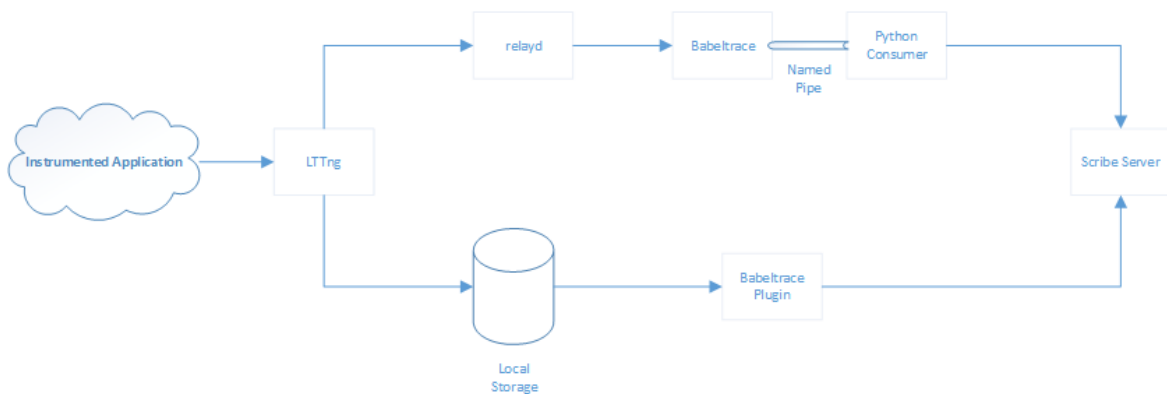 relayd
Babeltrace
Python
Consumer
Named
Pipe
Instrumented Application
LTTng
Scribe Server
Babeltrace
Plugin
Local
Storage